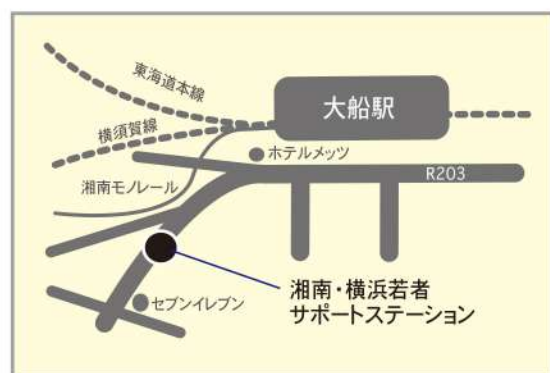 東海道本線
大船駅
横須賀線
ホテルメッツ
湘南モノレール
R203
湘南・横浜若者
サポートステーション
セブンイレブン